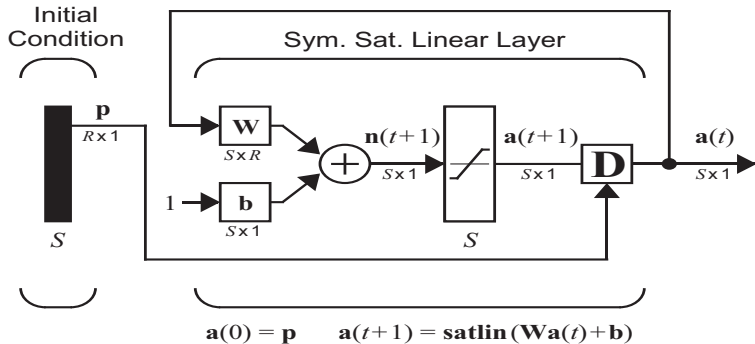 Initial
Condition
Sym. Sat. Linear Layer
p
R x 1
W
S x R
n(t+1)
S x 1
a(t+1)
S x 1
D
a(t)
S x 1
1
b
S x 1
S
S
a(0) = p a(t+1) = satlin(Wa(t)+b)